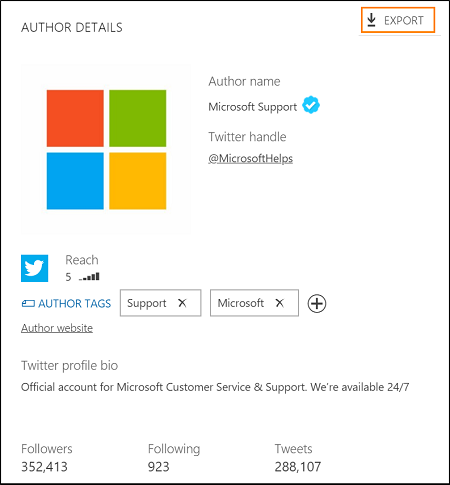 AUTHOR DETAILS
EXPORT
Author name
Microsoft Support
Twitter handle
@MicrosoftHelps
Reach
5
AUTHOR TAGS Support Microsoft
Author website
Twitter profile bio
Official account for Microsoft Customer Service & Support. We're available 24/7
Followers Following Tweets
352,413 923 288,107